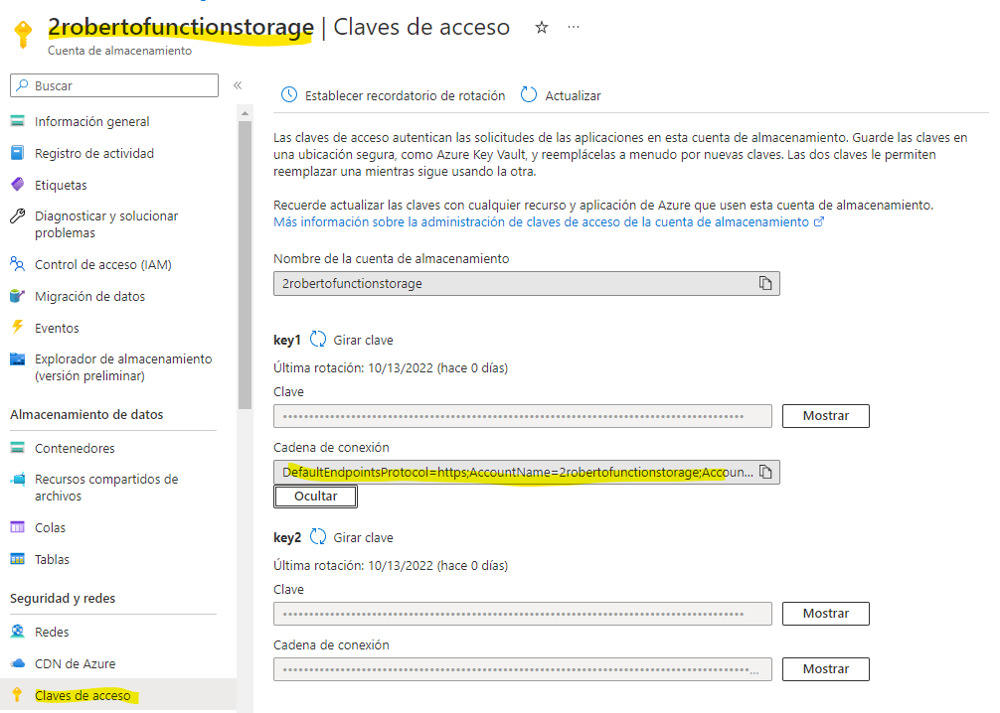 2robertofunctionstorage | Claves de acceso
Cuenta de almacenamiento
Buscar
Información general
Registro de actividad
Etiquetas
Diagnosticar y solucionar
problemas
Control de acceso (IAM)
Migración de datos
Eventos
Explorador de almacenamiento
(versión preliminar)
Almacenamiento de datos
Contenedores
Recursos compartidos de
archivos
Colas
Tablas
Seguridad y redes
Redes
CDN de Azure
Claves de acceso
Establecer recordatorio de rotación
Actualizar
Las claves de acceso autentican las solicitudes de las aplicaciones en esta cuenta de almacenamiento. Guarde las claves en
una ubicación segura, como Azure Key Vault, y reemplácelas a menudo por nuevas claves. Las dos claves le permiten
reemplazar una mientras sigue usando la otra.
Recuerde actualizar las claves con cualquier recurso y aplicación de Azure que usen esta cuenta de almacenamiento.
Más información sobre la administración de claves de acceso de la cuenta de almacenamiento
Nombre de la cuenta de almacenamiento
2robertofunctionstorage
key1 Girar clave
Última rotación: 10/13/2022 (hace 0 días)
Clave
Mostrar
Cadena de conexión
DefaultEndpointsProtocol=https;AccountName=2robertofunctionstorage;Accoun...
Ocultar
key2 Girar clave
Última rotación: 10/13/2022 (hace 0 días)
Clave
Mostrar
Cadena de conexión
Mostrar